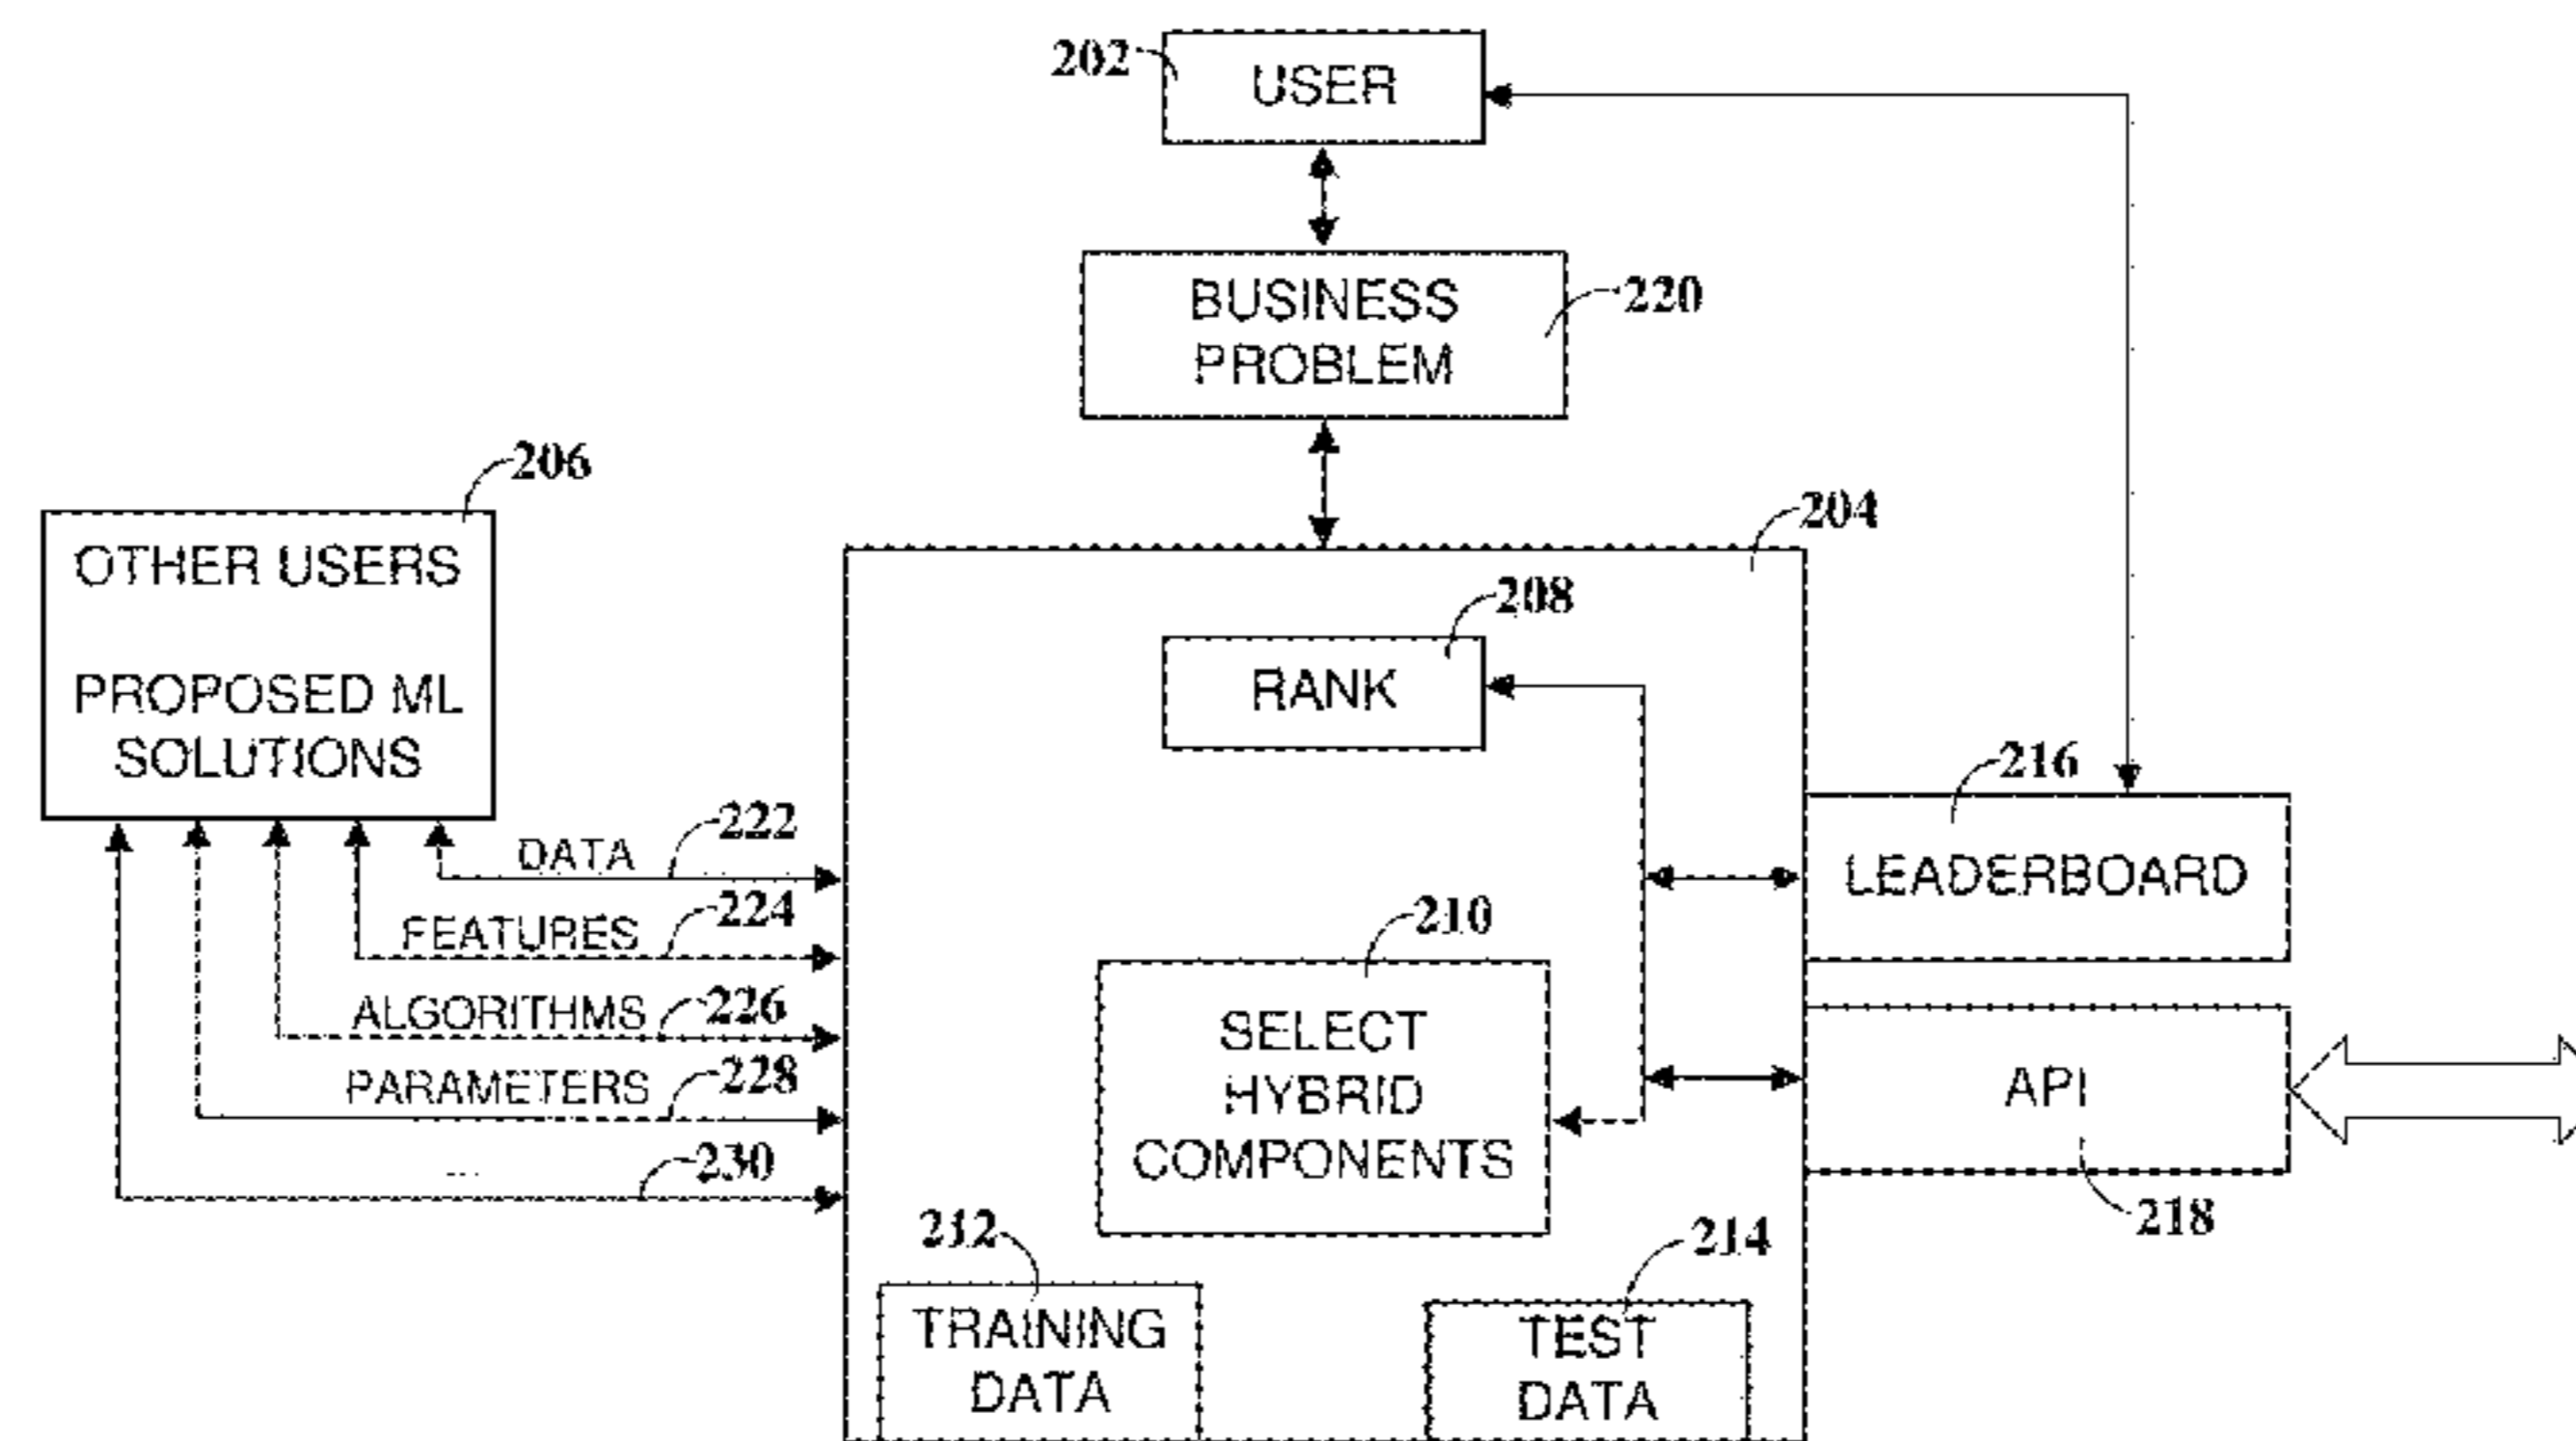 202
USER
BUSINESS
PROBLEM
220
206
OTHER USERS
PROPOSED ML
SOLUTIONS
204
208
RANK
216
LEADERBOARD
DATA
222
FEATURES
224
ALGORITHMS
226
PARAMETERS
228
...
230
210
SELECT
HYBRID
COMPONENTS
API
218
212
TRAINING
DATA
214
TEST
DATA